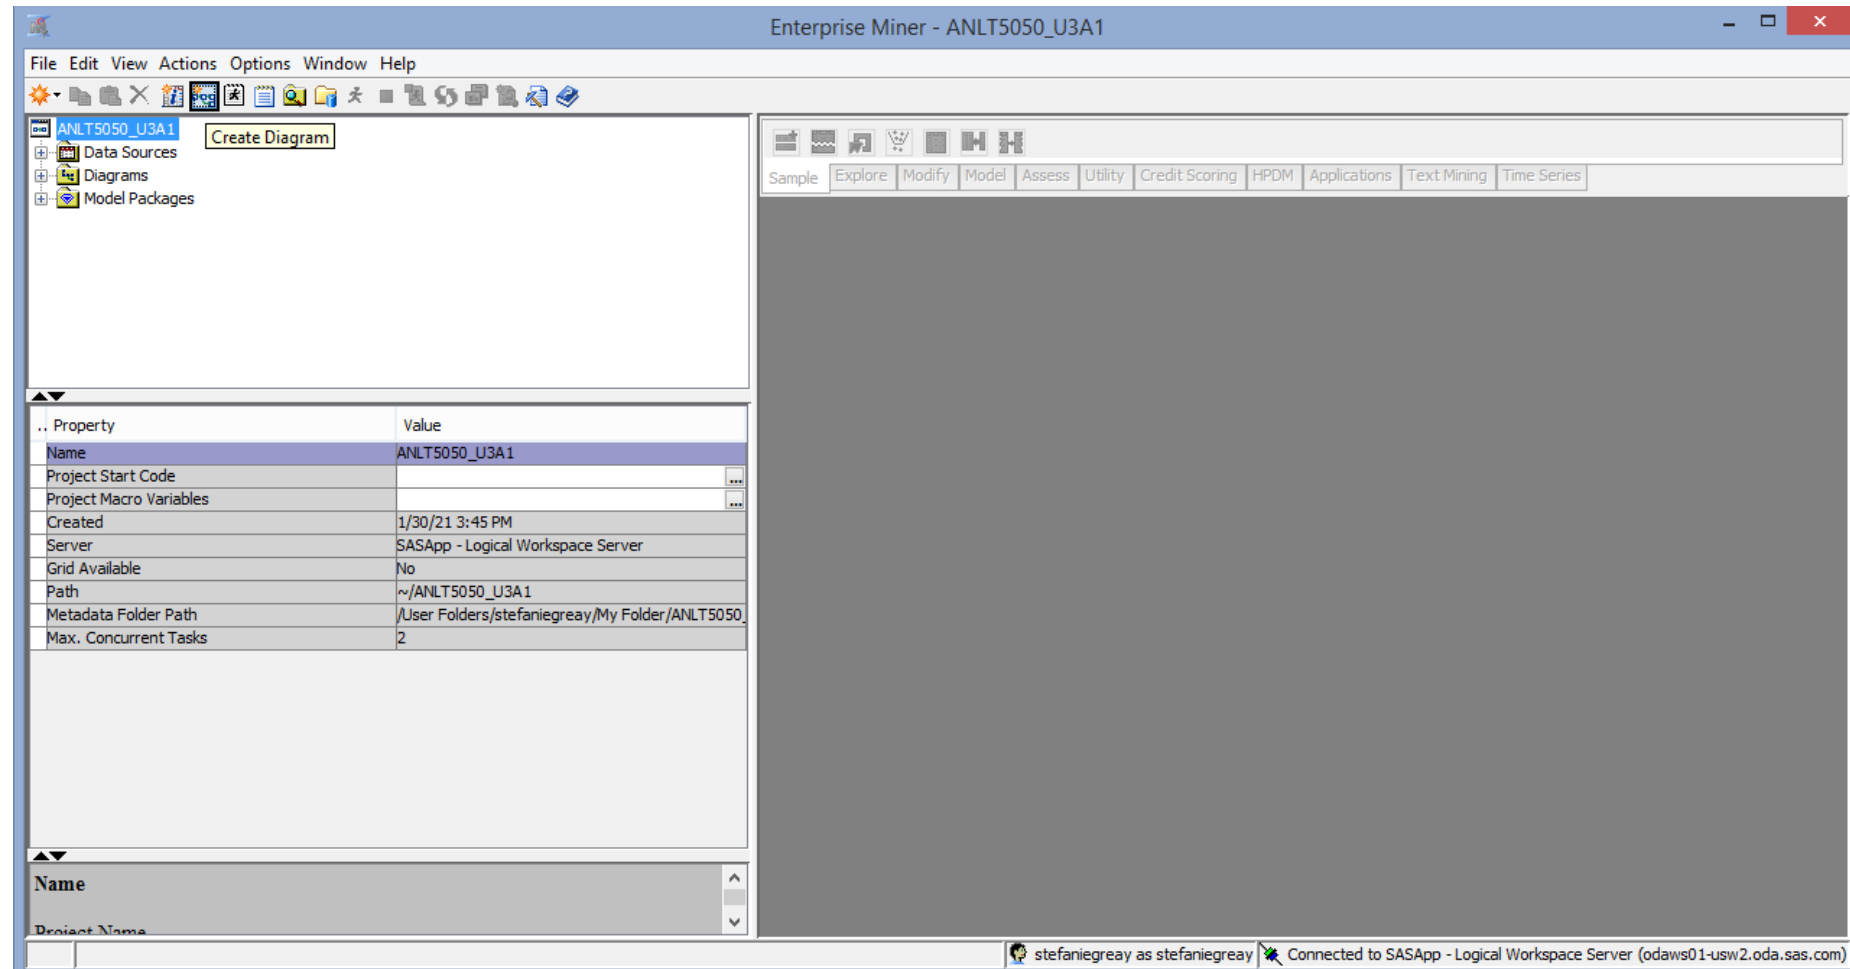 Enterprise Miner - ANLT5050_U3A1
File Edit View Actions Options Window Help
ANLT5050_U3A1
Create Diagram
Data Sources
Diagrams
Model Packages
Sample Explore Modify Model Assess Utility Credit Scoring HPDM Applications Text Mining Time Series
.. Property Value
Name ANLT5050_U3A1
Project Start Code ...
Project Macro Variables ...
Created 1/30/21 3:45 PM
Server SASApp - Logical Workspace Server
Grid Available No
Path ~/ANLT5050_U3A1
Metadata Folder Path /User Folders/stefaniegreay/My Folder/ANLT5050_
Max. Concurrent Tasks 2
Name
Project Name
stefaniegreay as stefaniegreay Connected to SASApp - Logical Workspace Server (odaws01-usw2.oda.sas.com)